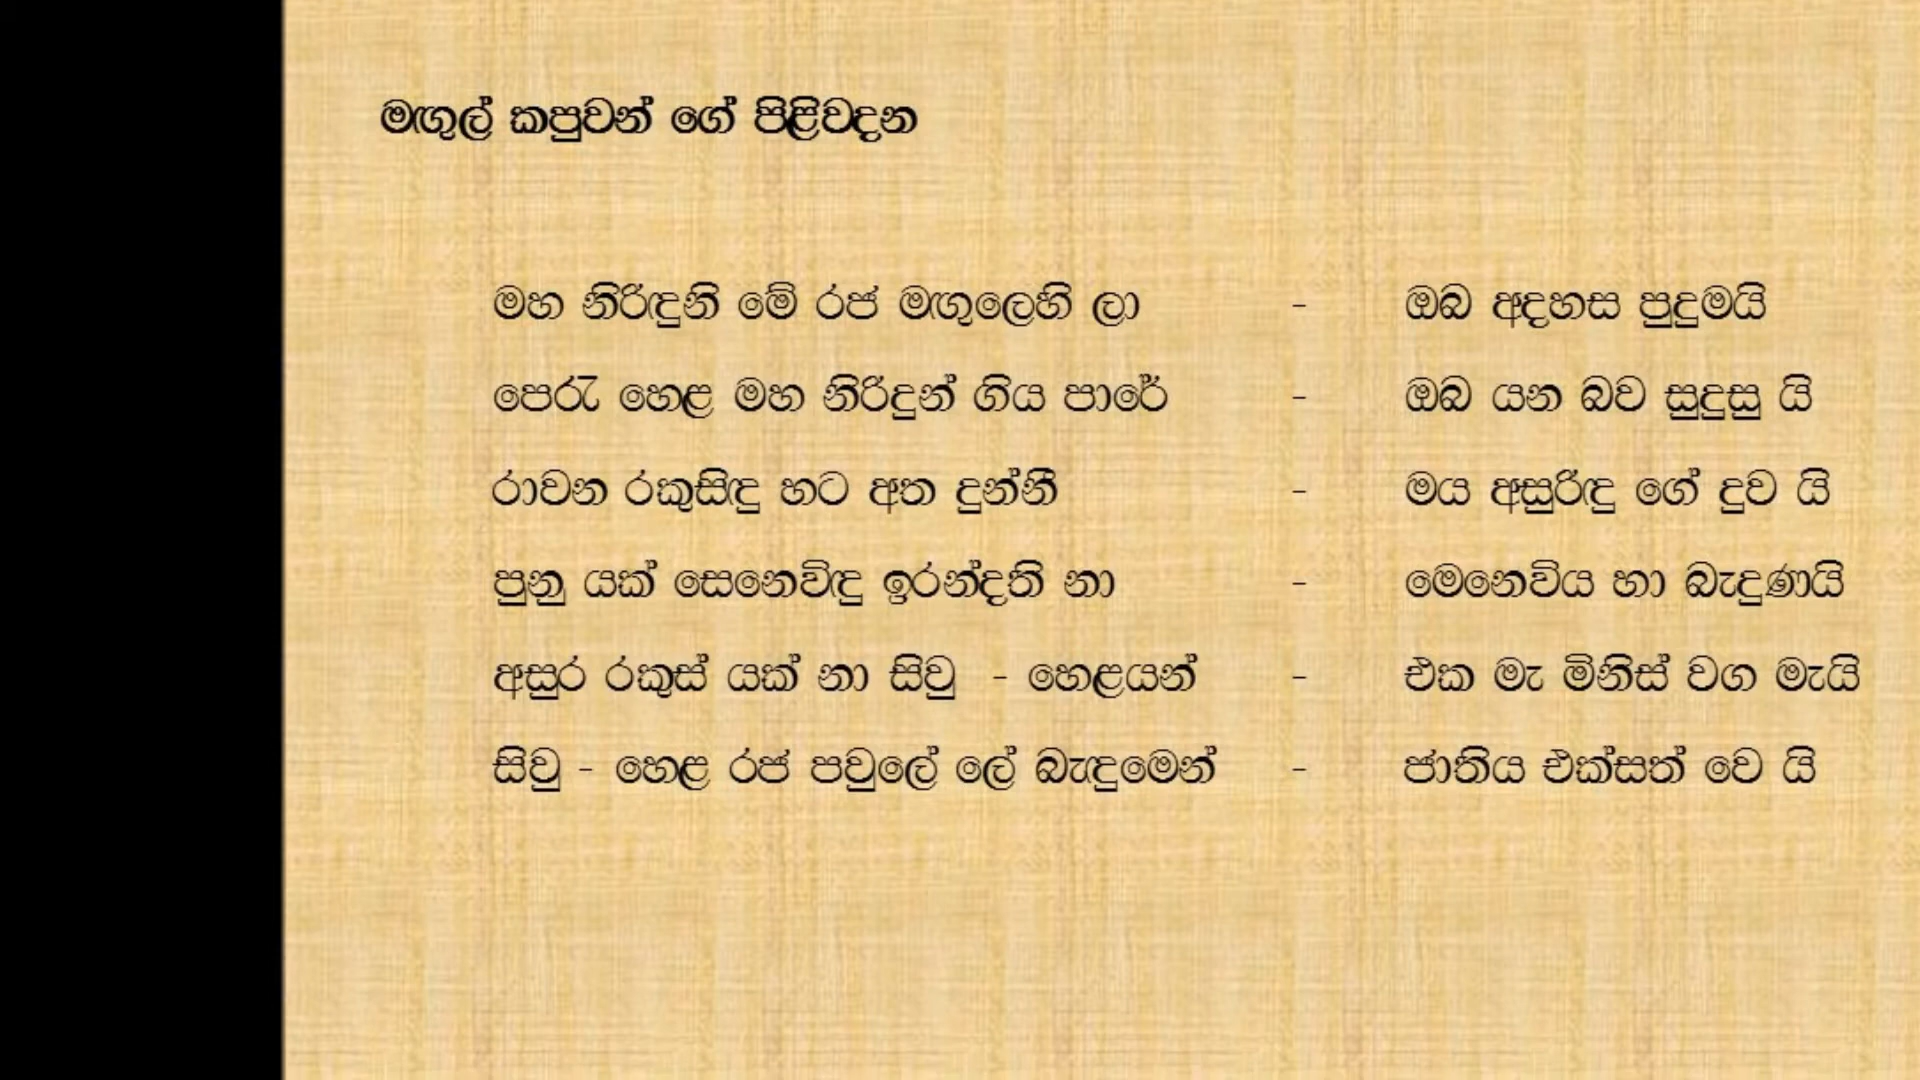 මඟුල් කපුවන් ගේ පිළිවදන
මහ නිරිඳුනි මේ රජ මඟුලෙහි ලා - ඔබ අදහස පුදුමයි
පෙරැ හෙළ මහ නිරිදුන් ගිය පාරේ - ඔබ යන බව සුදුසු යි
රාවන රකුසිඳු හට අත දුන්නී - මය අසුරිඳු ගේ දුව යි
පුනු යක් සෙනෙවිඳු ඉරන්දති නා - මෙනෙවිය හා බැදුණයි
අසුර රකුස් යක් නා සිවු - හෙළයන් - එක මැ මිනිස් වග මැයි
සිවු - හෙළ රජ පවුලේ ලේ බැඳුමෙන් - ජාතිය එක්සත් වෙ යි